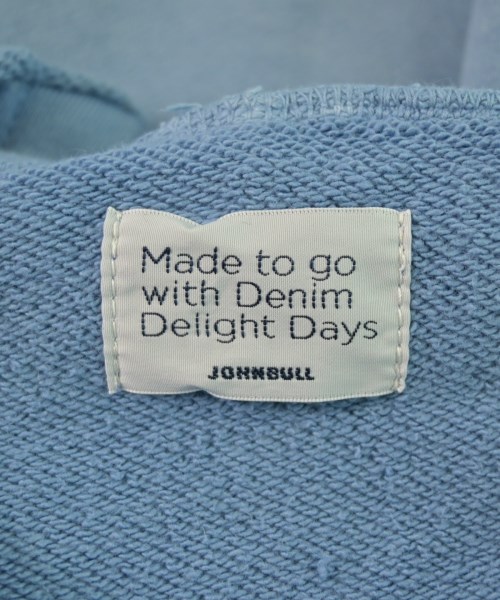 Made to go
with Denim
Delight Days
JOHNBULL